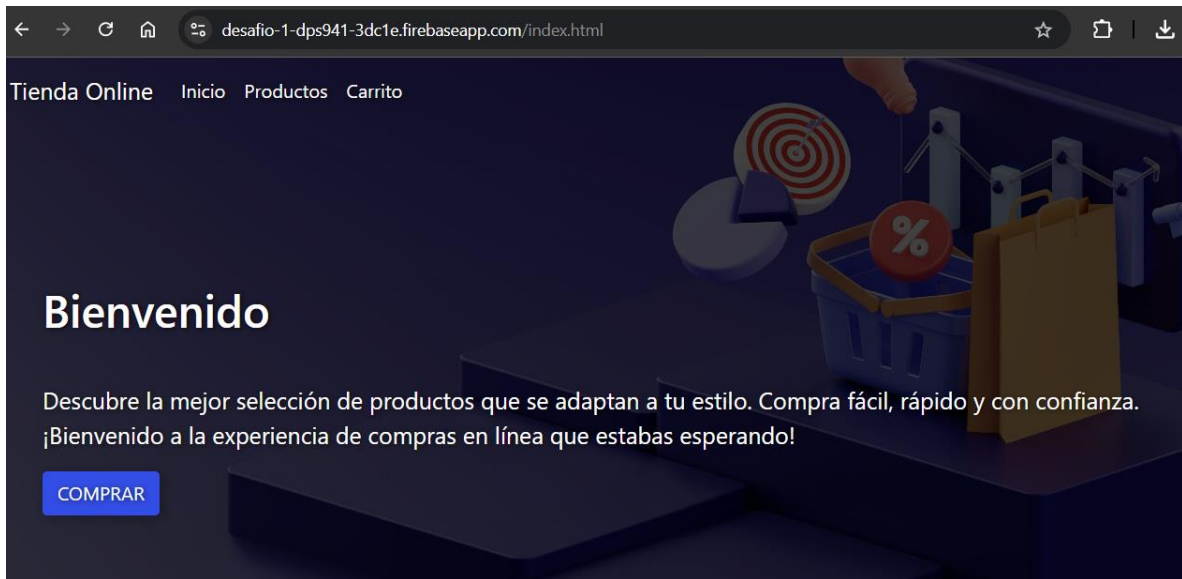 desafio-1-dps941-3dc1e.firebaseapp.com/index.html
Tienda Online Inicio Productos Carrito
%
Bienvenido
Descubre la mejor selección de productos que se adaptan a tu estilo. Compra fácil, rápido y con confianza.
¡Bienvenido a la experiencia de compras en línea que estabas esperando!
COMPRAR